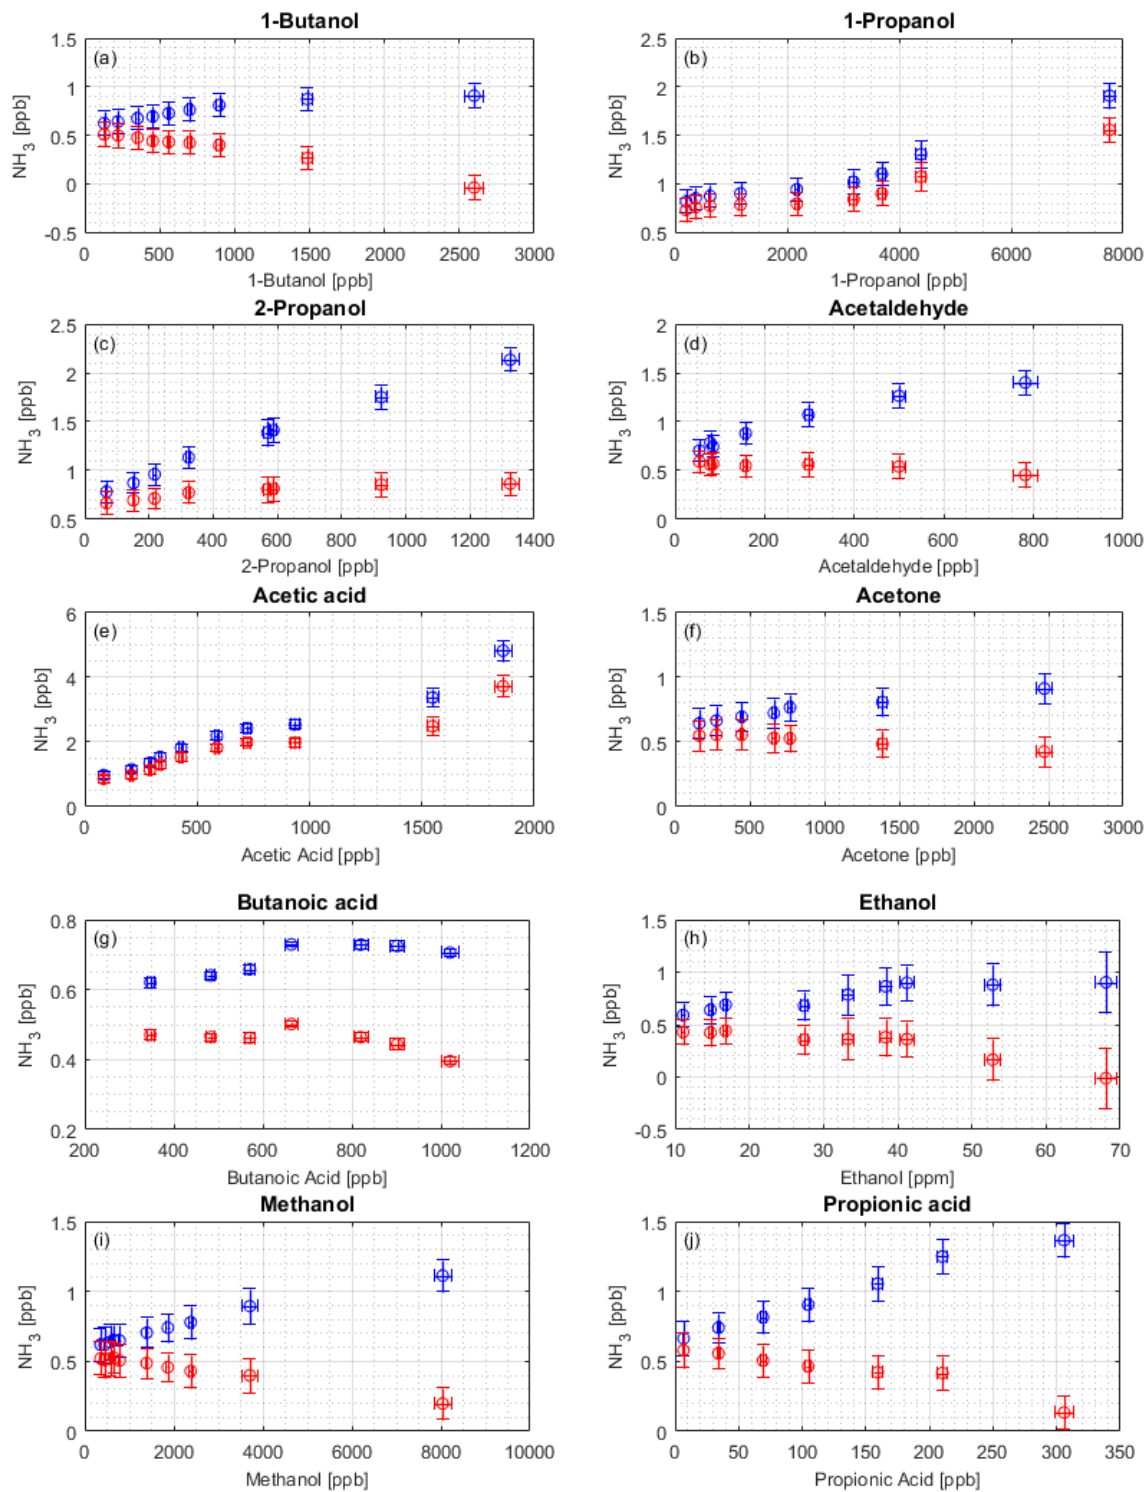 1-Butanol
(a)
NH3 [ppb]
1.5
1
0.5
0
-0.5
0 500 1000 1500 2000 2500 3000
1-Butanol [ppb]
1-Propanol
(b)
NH3 [ppb]
2.5
2
1.5
1
0.5
0 2000 4000 6000 8000
1-Propanol [ppb]
2-Propanol
(c)
NH3 [ppb]
2.5
2
1.5
1
0.5
0 200 400 600 800 1000 1200 1400
2-Propanol [ppb]
Acetaldehyde
(d)
NH3 [ppb]
2
1.5
1
0.5
0
0 200 400 600 800 1000
Acetaldehyde [ppb]
Acetic acid
(e)
NH3 [ppb]
6
4
2
0
0 500 1000 1500 2000
Acetic Acid [ppb]
Acetone
(f)
NH3 [ppb]
1.5
1
0.5
0
0 500 1000 1500 2000 2500 3000
Acetone [ppb]
Butanoic acid
(g)
NH3 [ppb]
0.8
0.6
0.4
0.2
200 400 600 800 1000 1200
Butanoic Acid [ppb]
Ethanol
(h)
NH3 [ppb]
1.5
1
0.5
0
-0.5
10 20 30 40 50 60 70
Ethanol [ppm]
Methanol
(i)
NH3 [ppb]
1.5
1
0.5
0
0 2000 4000 6000 8000 10000
Methanol [ppb]
Propionic acid
(j)
NH3 [ppb]
1.5
1
0.5
0
0 50 100 150 200 250 300 350
Propionic Acid [ppb]